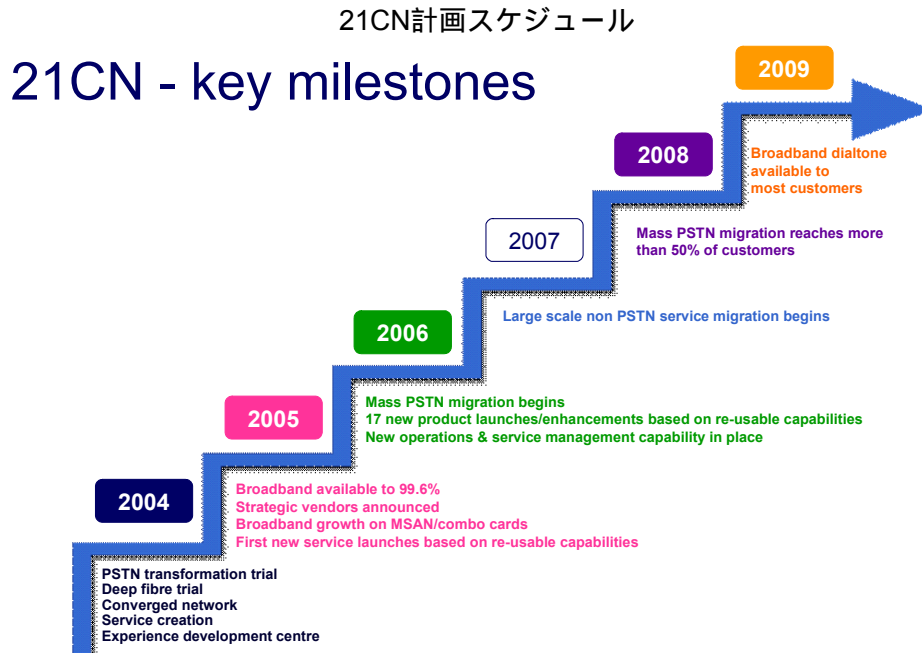 21CN計画スケジュール
21CN - key milestones
2009
Broadband dialtone
available to
most customers
2008
Mass PSTN migration reaches more
than 50% of customers
2007
Large scale non PSTN service migration begins
2006
Mass PSTN migration begins
17 new product launches/enhancements based on re-usable capabilities
New operations & service management capability in place
2005
Broadband available to 99.6%
Strategic vendors announced
Broadband growth on MSAN/combo cards
First new service launches based on re-usable capabilities
2004
PSTN transformation trial
Deep fibre trial
Converged network
Service creation
Experience development centre